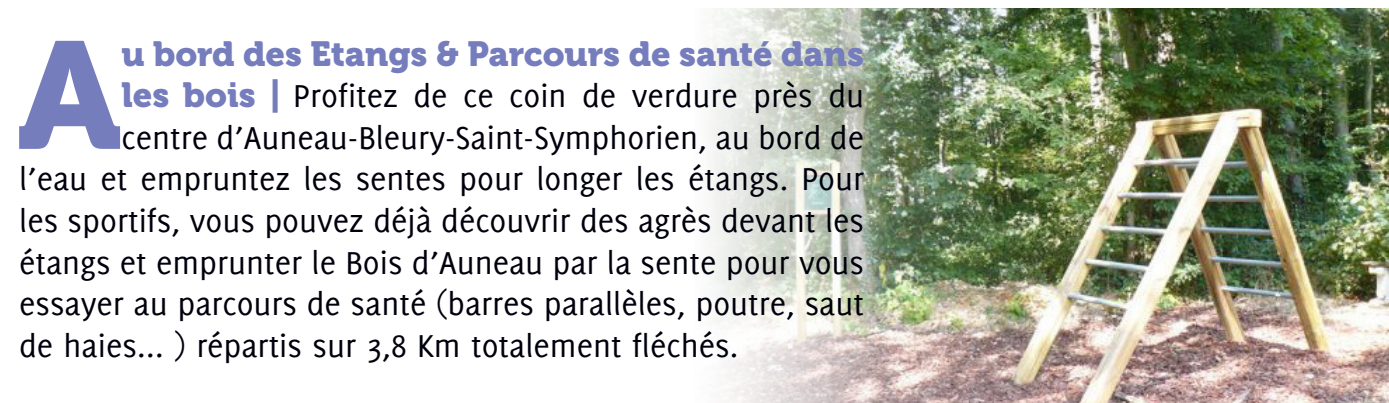 Au bord des Etangs & Parcours de santé dans
les bois | Profitez de ce coin de verdure près du
centre d’Auneau-Bleury-Saint-Symphorien, au bord de
l’eau et empruntez les sentes pour longer les étangs. Pour
les sportifs, vous pouvez déjà découvrir des agrès devant les
étangs et emprunter le Bois d’Auneau par la sente pour vous
essayer au parcours de santé (barres parallèles, poutre, saut
de haies... ) répartis sur 3,8 Km totalement fléchés.